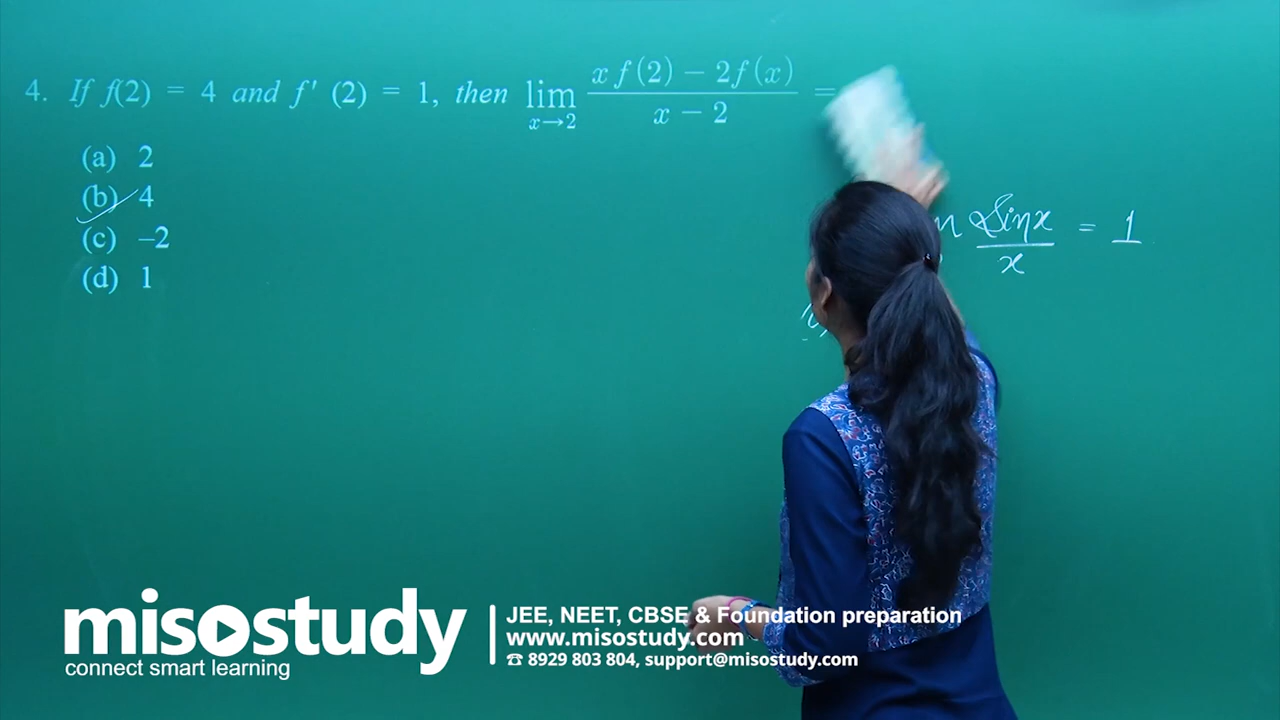 4. If f(2) = 4 and f' (2) = 1, then lim x→2 x f(2) − 2f(x) / x − 2 =
(a) 2
(b) 4
(c) –2
(d) 1
Sinx / x = 1
misostudy
connect smart learning
JEE, NEET, CBSE & Foundation preparation
www.misostudy.com
☎ 8929 803 804, support@misostudy.com